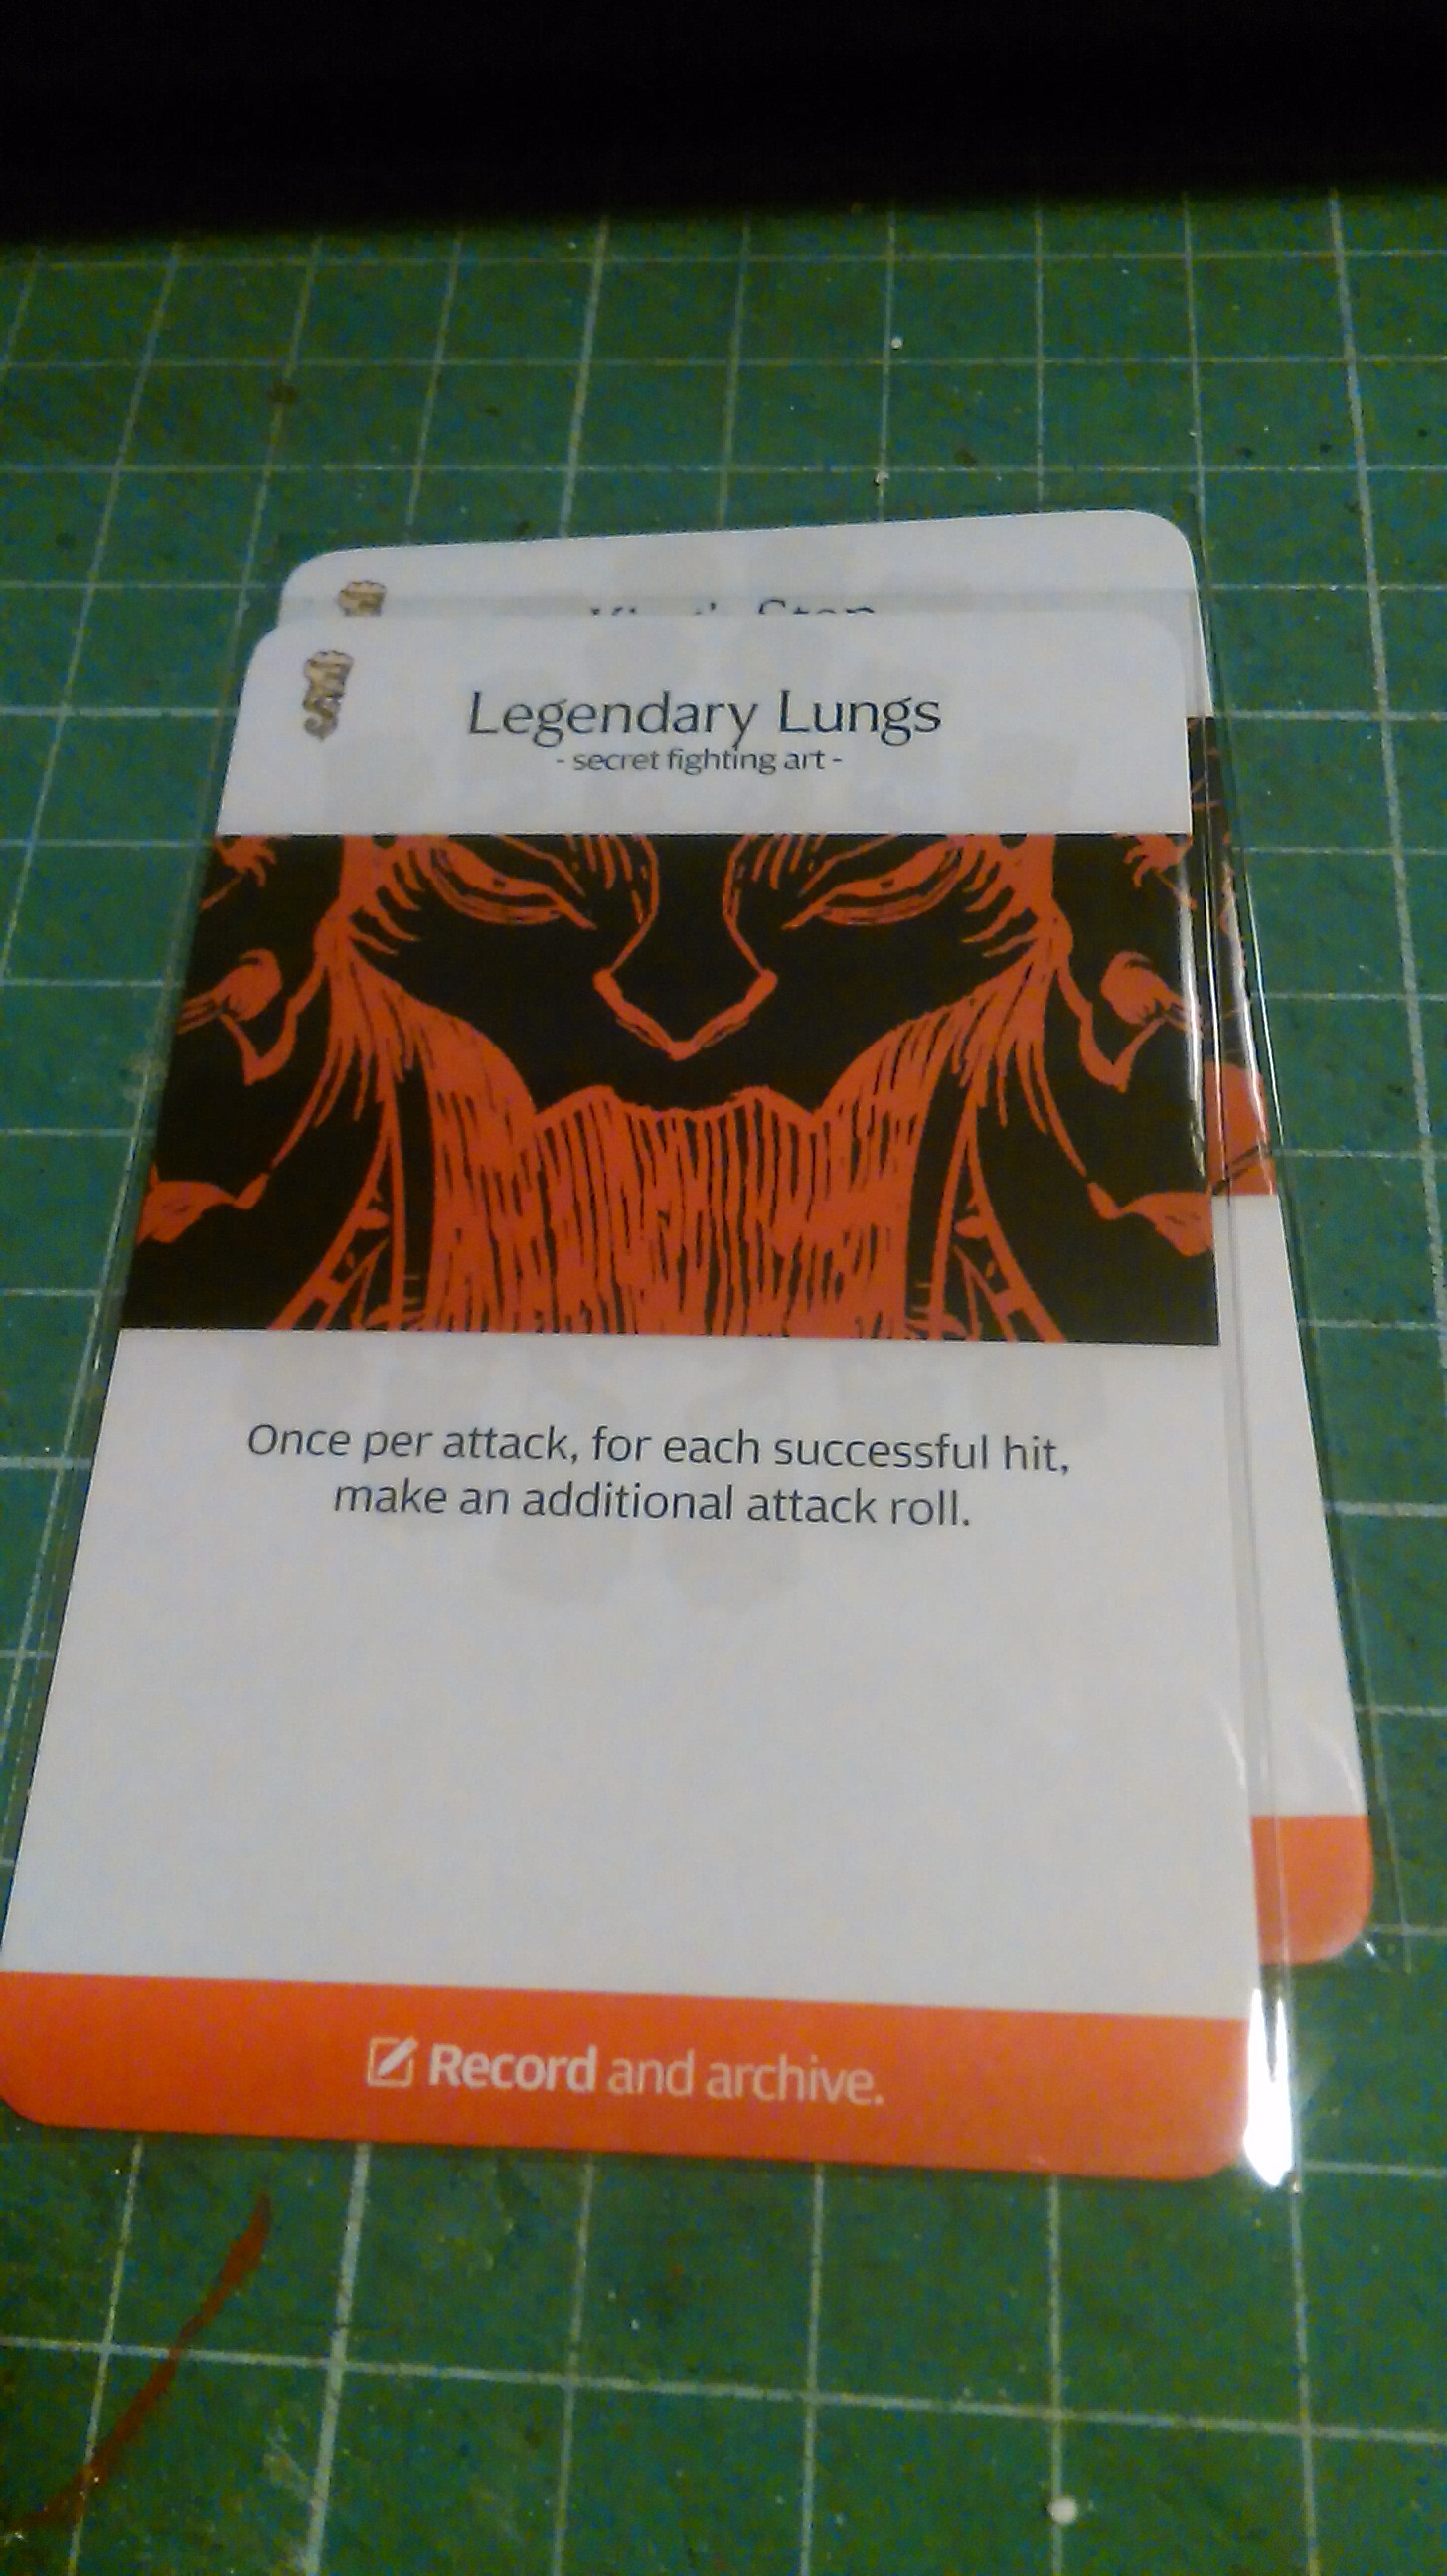 Legendary Lungs
- secret fighting art -
Once per attack, for each successful hit,
make an additional attack roll.
Record and archive.